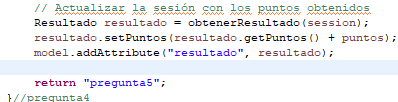 // Actualizar la sesión con los puntos obtenidos
Resultado resultado = obtenerResultado(session);
resultado.setPuntos(resultado.getPuntos() + puntos);
model.addAttribute("resultado", resultado);
return "pregunta5";
}//pregunta4